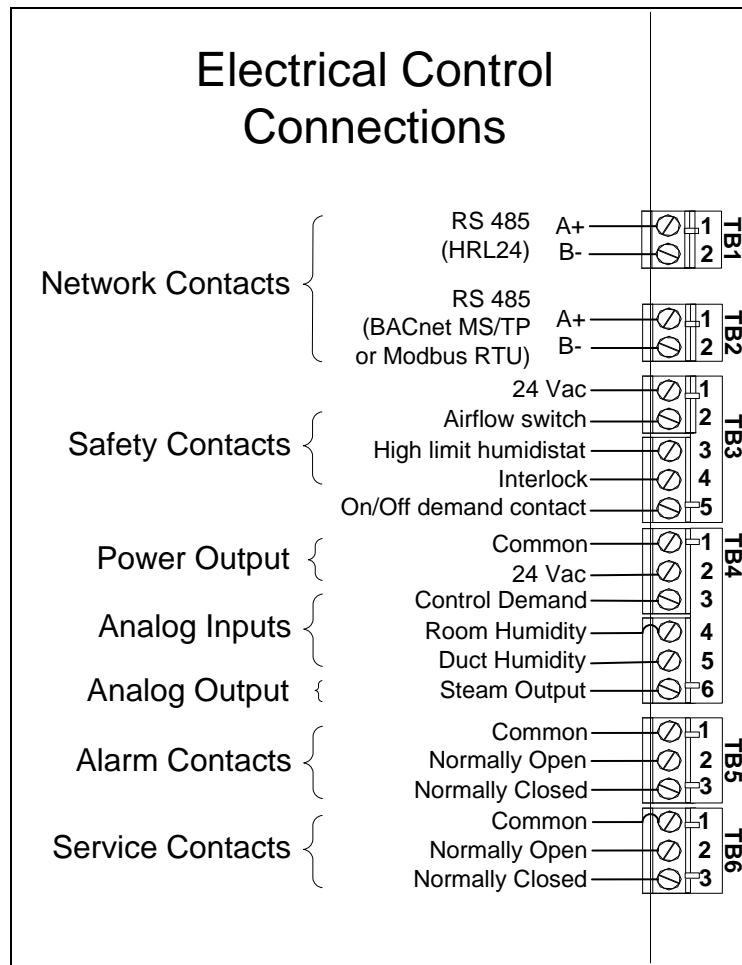 Electrical Control
Connections
Network Contacts
RS 485
(HRL24)
A+
B-
1
2
TB1
RS 485
(BACnet MS/TP
or Modbus RTU)
A+
B-
1
2
TB2
Safety Contacts
24 Vac
1
Airflow switch
2
High limit humidistat
3
Interlock
4
On/Off demand contact
5
TB3
Power Output
Common
1
24 Vac
2
Analog Inputs
Control Demand
3
Room Humidity
4
Duct Humidity
5
Analog Output
Steam Output
6
TB4
Alarm Contacts
Common
1
Normally Open
2
Normally Closed
3
TB5
Service Contacts
Common
1
Normally Open
2
Normally Closed
3
TB6